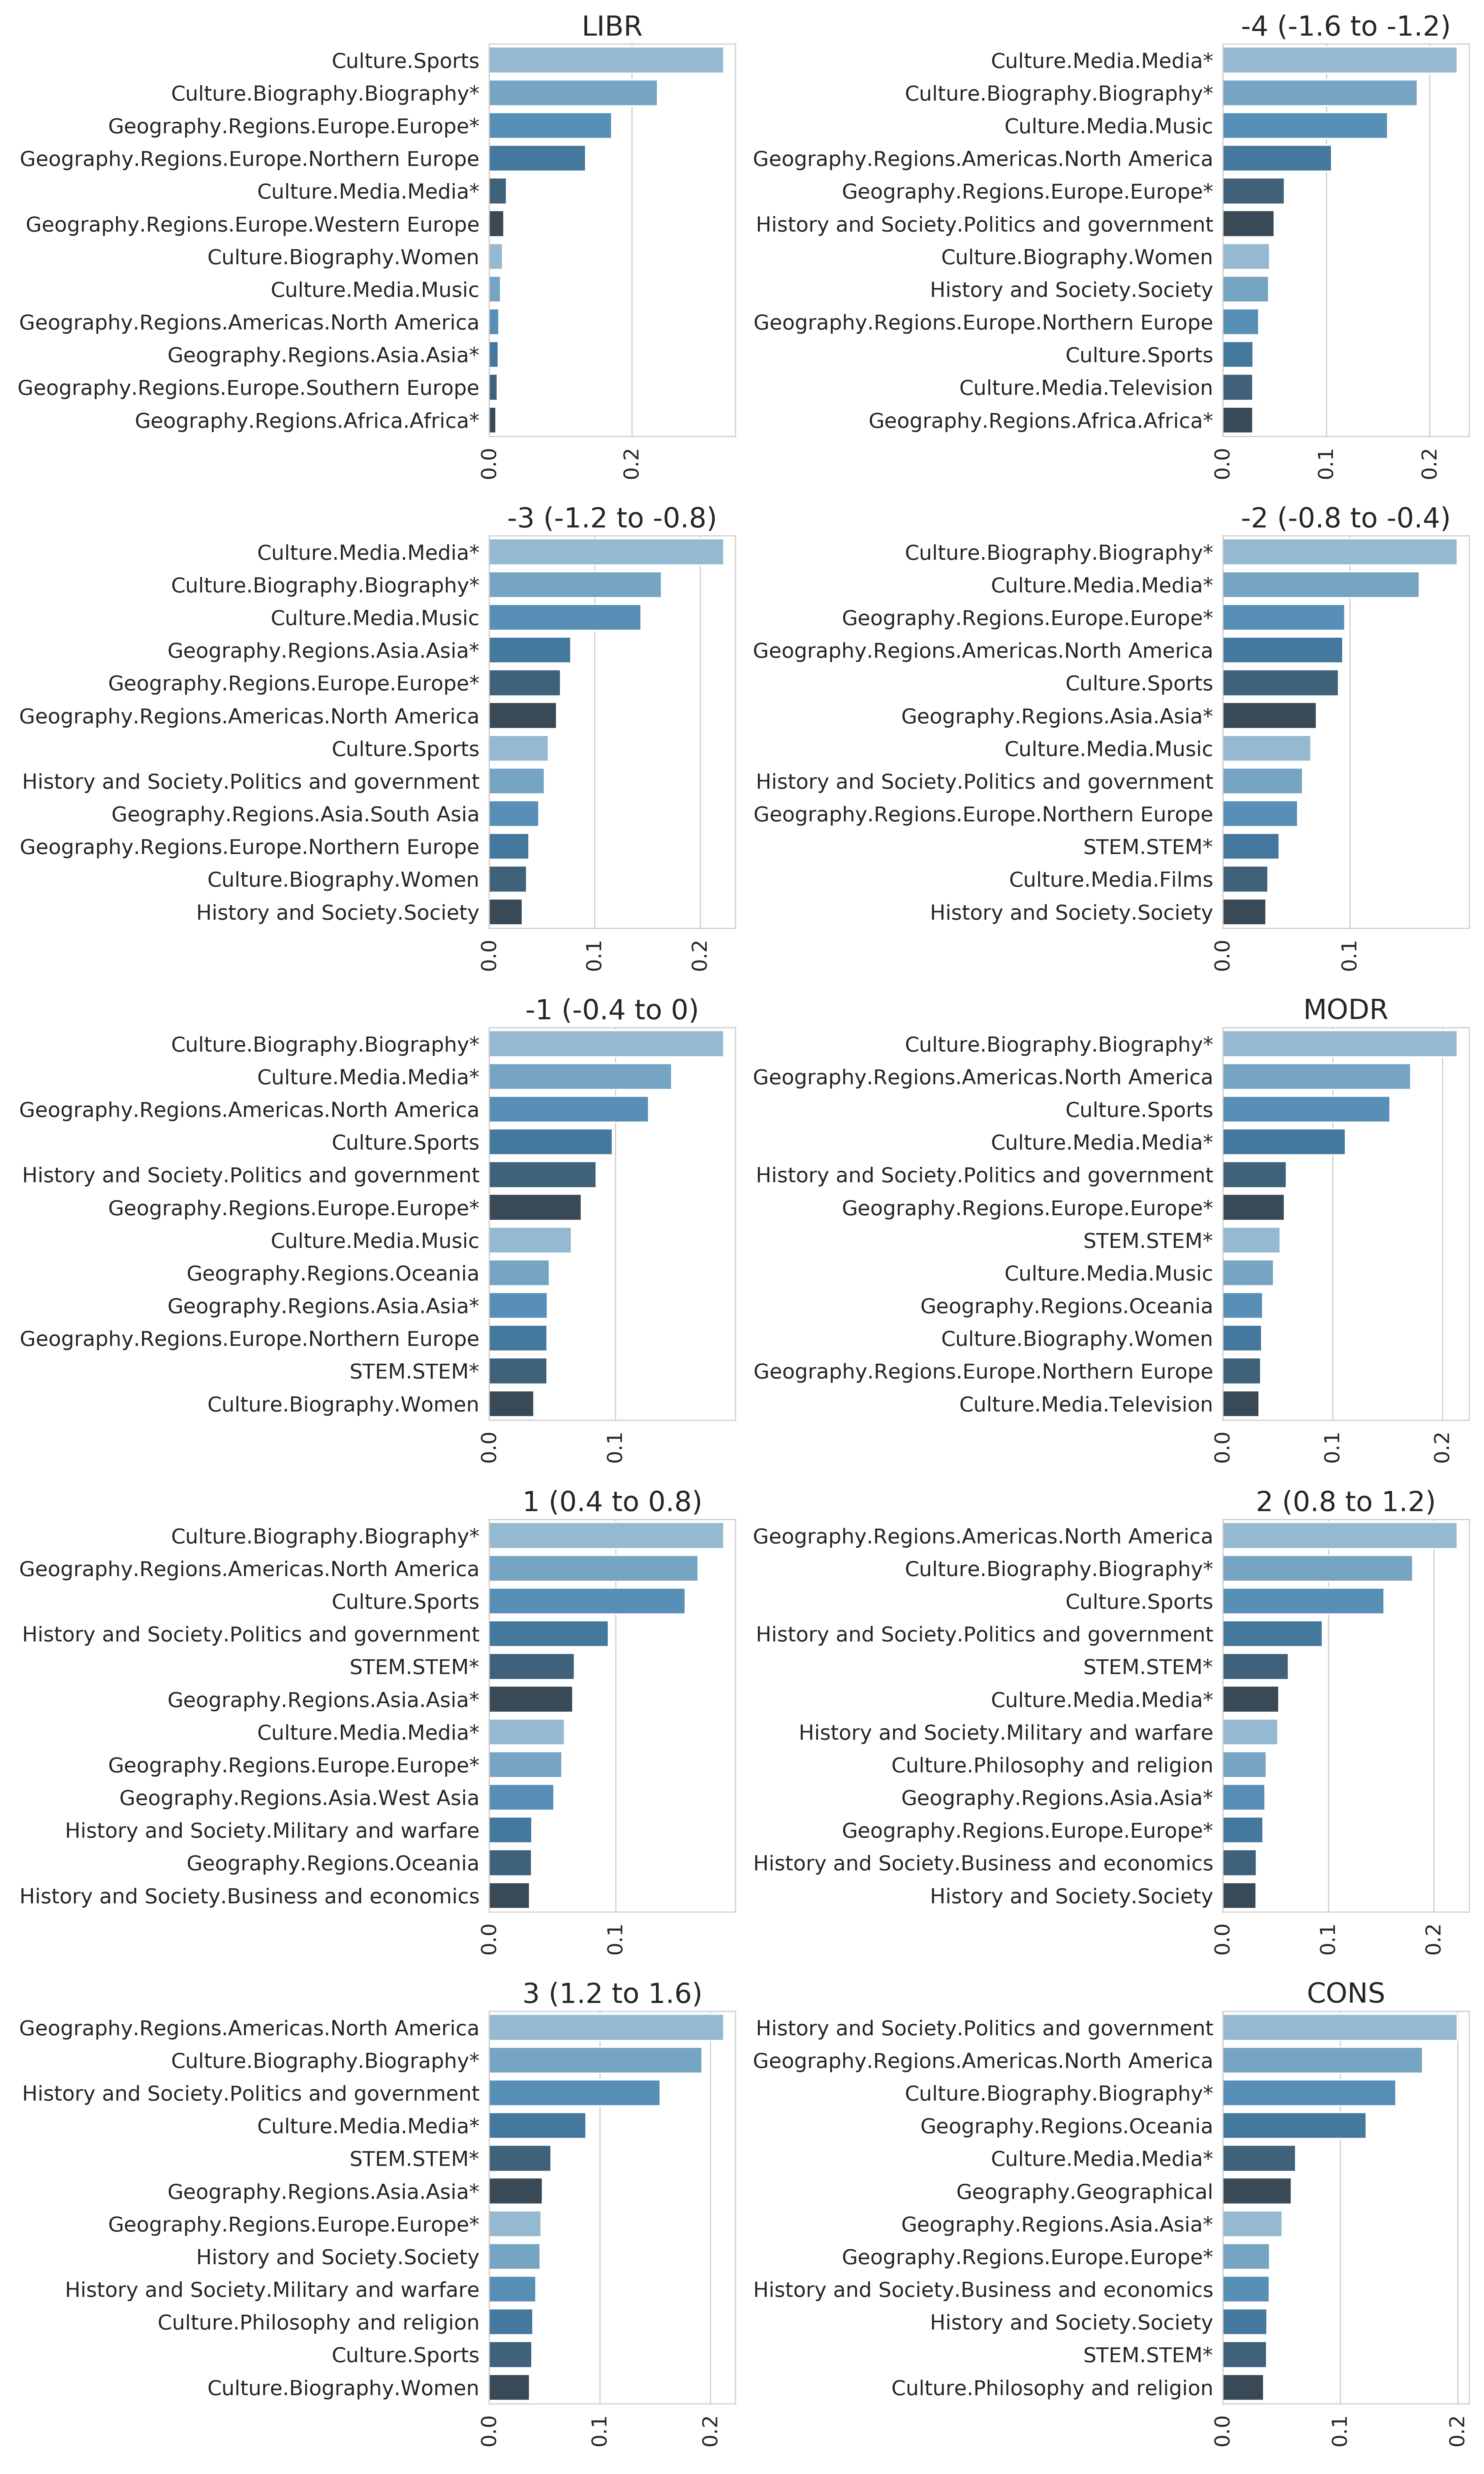 LIBR
Culture.Sports
Culture.Biography.Biography*
Geography.Regions.Europe.Europe*
Geography.Regions.Europe.Northern Europe
Culture.Media.Media*
Geography.Regions.Europe.Western Europe
Culture.Biography.Women
Culture.Media.Music
Geography.Regions.Americas.North America
Geography.Regions.Asia.Asia*
Geography.Regions.Europe.Southern Europe
Geography.Regions.Africa.Africa*
0.0
0.2
-4 (-1.6 to -1.2)
Culture.Media.Media*
Culture.Biography.Biography*
Culture.Media.Music
Geography.Regions.Americas.North America
Geography.Regions.Europe.Europe*
History and Society.Politics and government
Culture.Biography.Women
History and Society.Society
Geography.Regions.Europe.Northern Europe
Culture.Sports
Culture.Media.Television
Geography.Regions.Africa.Africa*
0.0
0.1
0.2
-3 (-1.2 to -0.8)
Culture.Media.Media*
Culture.Biography.Biography*
Culture.Media.Music
Geography.Regions.Asia.Asia*
Geography.Regions.Europe.Europe*
Geography.Regions.Americas.North America
Culture.Sports
History and Society.Politics and government
Geography.Regions.Asia.South Asia
Geography.Regions.Europe.Northern Europe
Culture.Biography.Women
History and Society.Society
0.0
0.1
0.2
-2 (-0.8 to -0.4)
Culture.Biography.Biography*
Culture.Media.Media*
Geography.Regions.Europe.Europe*
Geography.Regions.Americas.North America
Culture.Sports
Geography.Regions.Asia.Asia*
Culture.Media.Music
History and Society.Politics and government
Geography.Regions.Europe.Northern Europe
STEM.STEM*
Culture.Media.Films
History and Society.Society
0.0
0.1
-1 (-0.4 to 0)
Culture.Biography.Biography*
Culture.Media.Media*
Geography.Regions.Americas.North America
Culture.Sports
History and Society.Politics and government
Geography.Regions.Europe.Europe*
Culture.Media.Music
Geography.Regions.Oceania
Geography.Regions.Asia.Asia*
Geography.Regions.Europe.Northern Europe
STEM.STEM*
Culture.Biography.Women
0.0
0.1
MODR
Culture.Biography.Biography*
Geography.Regions.Americas.North America
Culture.Sports
Culture.Media.Media*
History and Society.Politics and government
Geography.Regions.Europe.Europe*
STEM.STEM*
Culture.Media.Music
Geography.Regions.Oceania
Culture.Biography.Women
Geography.Regions.Europe.Northern Europe
Culture.Media.Television
0.0
0.1
0.2
1 (0.4 to 0.8)
Culture.Biography.Biography*
Geography.Regions.Americas.North America
Culture.Sports
History and Society.Politics and government
STEM.STEM*
Geography.Regions.Asia.Asia*
Culture.Media.Media*
Geography.Regions.Europe.Europe*
Geography.Regions.Asia.West Asia
History and Society.Military and warfare
Geography.Regions.Oceania
History and Society.Business and economics
0.0
0.1
2 (0.8 to 1.2)
Geography.Regions.Americas.North America
Culture.Biography.Biography*
Culture.Sports
History and Society.Politics and government
STEM.STEM*
Culture.Media.Media*
History and Society.Military and warfare
Culture.Philosophy and religion
Geography.Regions.Asia.Asia*
Geography.Regions.Europe.Europe*
History and Society.Business and economics
History and Society.Society
0.0
0.1
0.2
3 (1.2 to 1.6)
Geography.Regions.Americas.North America
Culture.Biography.Biography*
History and Society.Politics and government
Culture.Media.Media*
STEM.STEM*
Geography.Regions.Asia.Asia*
Geography.Regions.Europe.Europe*
History and Society.Society
History and Society.Military and warfare
Culture.Philosophy and religion
Culture.Sports
Culture.Biography.Women
0.0
0.1
0.2
CONS
History and Society.Politics and government
Geography.Regions.Americas.North America
Culture.Biography.Biography*
Geography.Regions.Oceania
Culture.Media.Media*
Geography.Geographical
Geography.Regions.Asia.Asia*
Geography.Regions.Europe.Europe*
History and Society.Business and economics
History and Society.Society
STEM.STEM*
Culture.Philosophy and religion
0.0
0.1
0.2